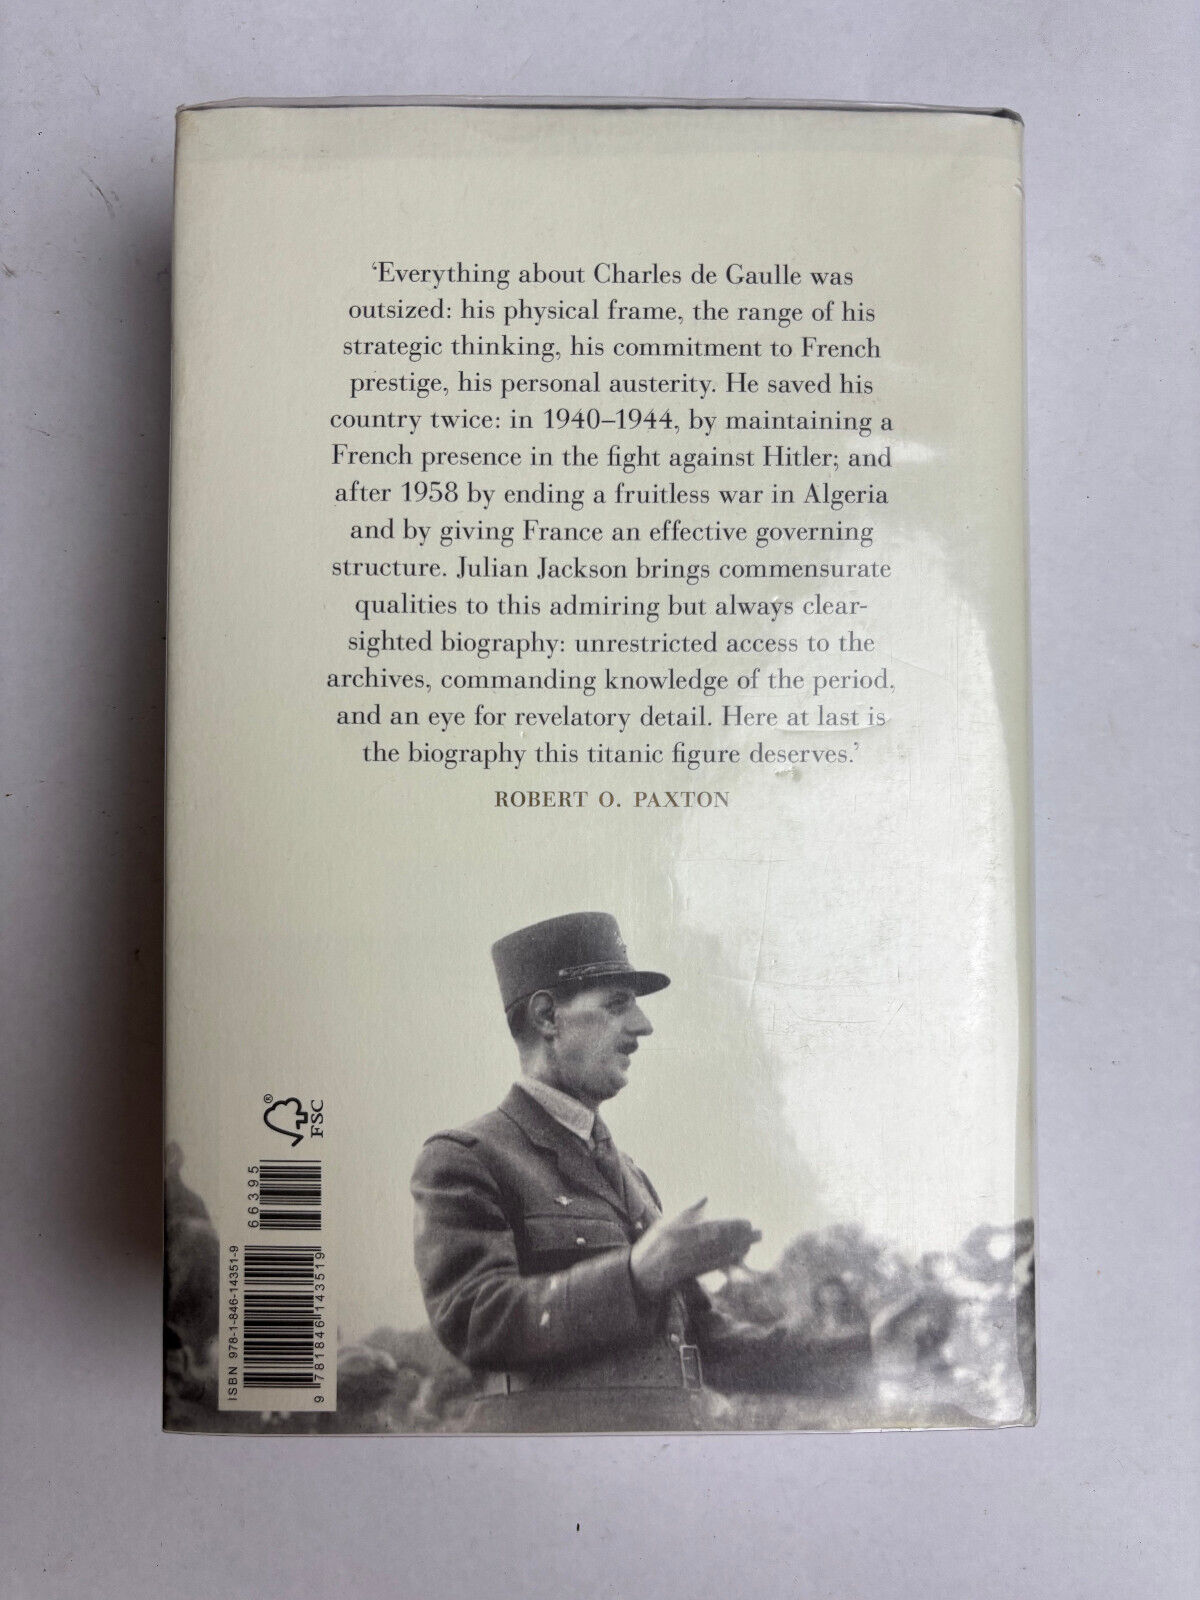 ‘Everything about Charles de Gaulle was
outsized: his physical frame, the range of his
strategic thinking, his commitment to French
prestige, his personal austerity. He saved his
country twice: in 1940–1944, by maintaining a
French presence in the fight against Hitler; and
after 1958 by ending a fruitless war in Algeria
and by giving France an effective governing
structure. Julian Jackson brings commensurate
qualities to this admiring but always clear-
sighted biography: unrestricted access to the
archives, commanding knowledge of the period,
and an eye for revelatory detail. Here at last is
the biography this titanic figure deserves.’
ROBERT O. PAXTON
® FSC
66395
ISBN 978-1-846-14351-9
9 781846 143519